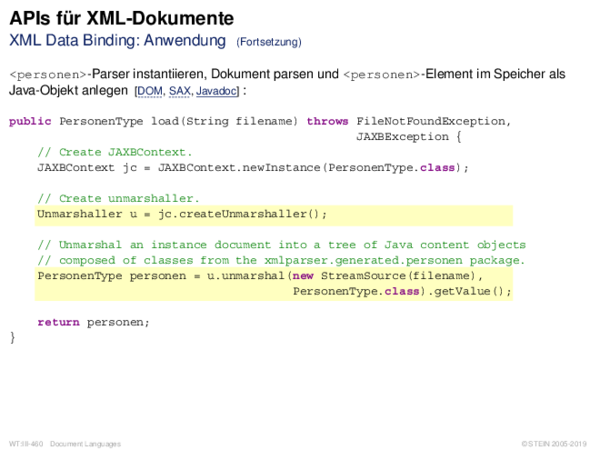 APIs für XML-Dokumente
XML Data Binding: Anwendung (Fortsetzung)
<personen>-Parser instantiieren, Dokument parsen und <personen>-Element im Speicher als
Java-Objekt anlegen [DOM, SAX, Javadoc] :
public PersonenType load(String filename) throws FileNotFoundException,
JAXBException {
// Create JAXBContext.
JAXBContext jc = JAXBContext.newInstance(PersonenType.class);
// Create unmarshaller.
Unmarshaller u = jc.createUnmarshaller();
// Unmarshal an instance document into a tree of Java content objects
// composed of classes from the xmlparser.generated.personen package.
PersonenType personen = u.unmarshal(new StreamSource(filename),
PersonenType.class).getValue();
return personen;
}
WT:III-460 Document Languages © STEIN 2005-2019